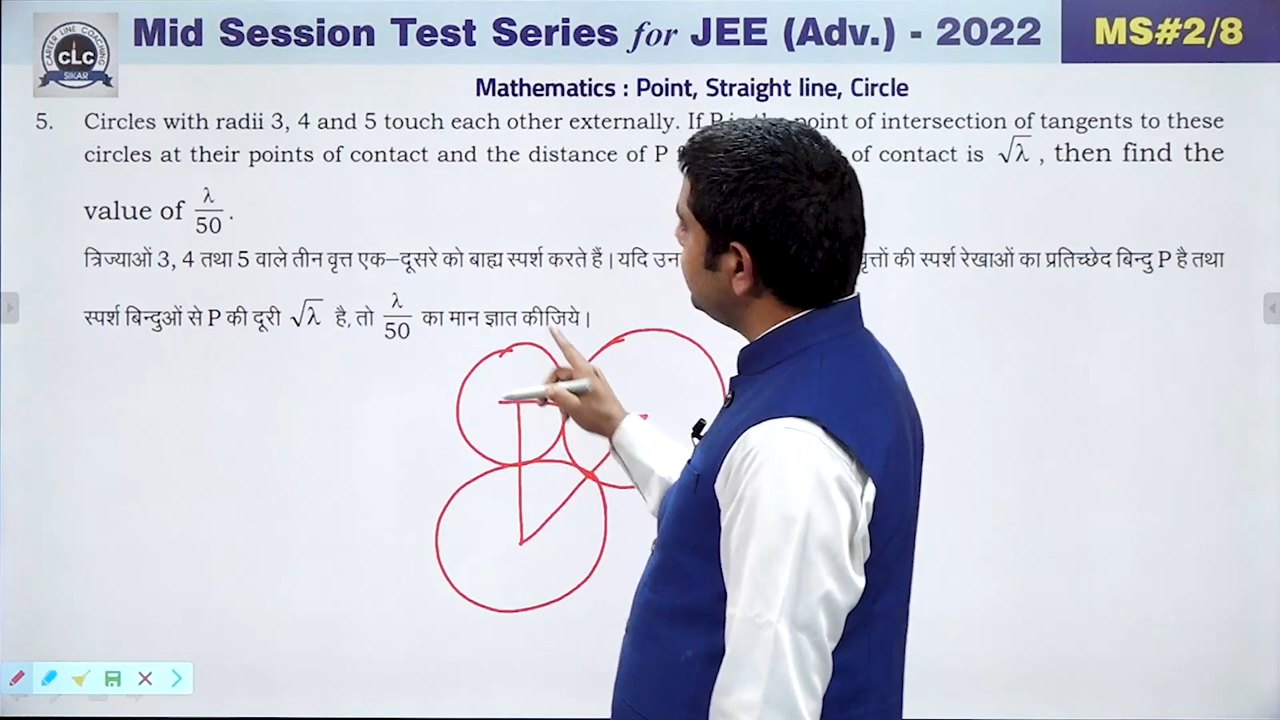 CAREER LINE COACHING
CLC
SIKAR
Mid Session Test Series for JEE (Adv.) - 2022
MS#2/8
Mathematics : Point, Straight line, Circle
5. Circles with radii 3, 4 and 5 touch each other externally. If P point of intersection of tangents to these
circles at their points of contact and the distance of P of contact is √λ, then find the
value of λ/50.
त्रिज्याओं 3, 4 तथा 5 वाले तीन वृत्त एक–दूसरे को बाह्य स्पर्श करते हैं। यदि उन वृत्तों की स्पर्श रेखाओं का प्रतिच्छेद बिन्दु P है तथा
स्पर्श बिन्दुओं से P की दूरी √λ है, तो λ/50 का मान ज्ञात कीजिये।